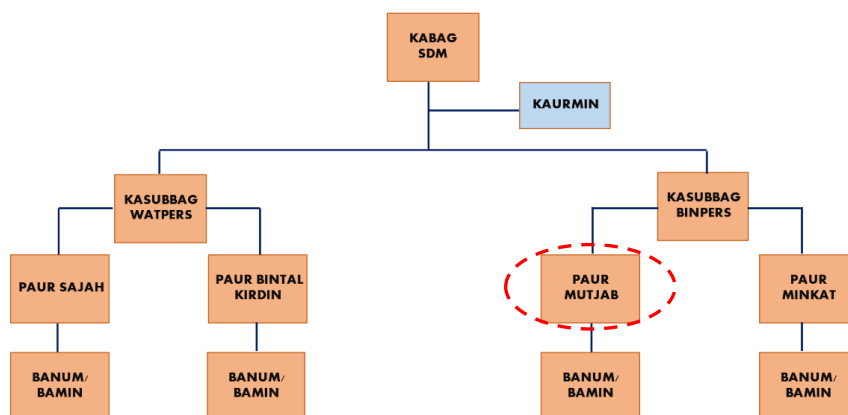 KABAG
SDM
KAURMIN
KASUBBAG
WATPERS
KASUBBAG
BINPERS
PAUR SAJAH
PAUR BINTAL
KIRDIN
PAUR
MUTJAB
PAUR
MINKAT
BANUM/
BAMIN
BANUM/
BAMIN
BANUM/
BAMIN
BANUM/
BAMIN